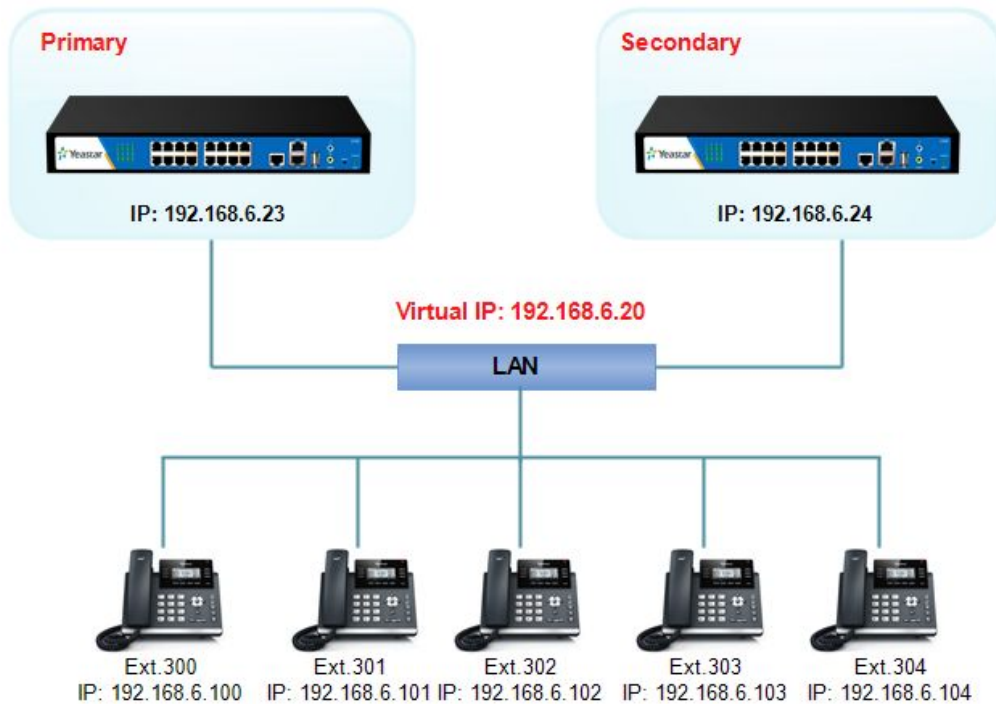 Primary
Secondary
Yeastar
Yeastar
IP: 192.168.6.23
IP: 192.168.6.24
Virtual IP: 192.168.6.20
LAN
Ext.300
Ext.301
Ext.302
Ext.303
Ext.304
IP: 192.168.6.100
IP: 192.168.6.101
IP: 192.168.6.102
IP: 192.168.6.103
IP: 192.168.6.104